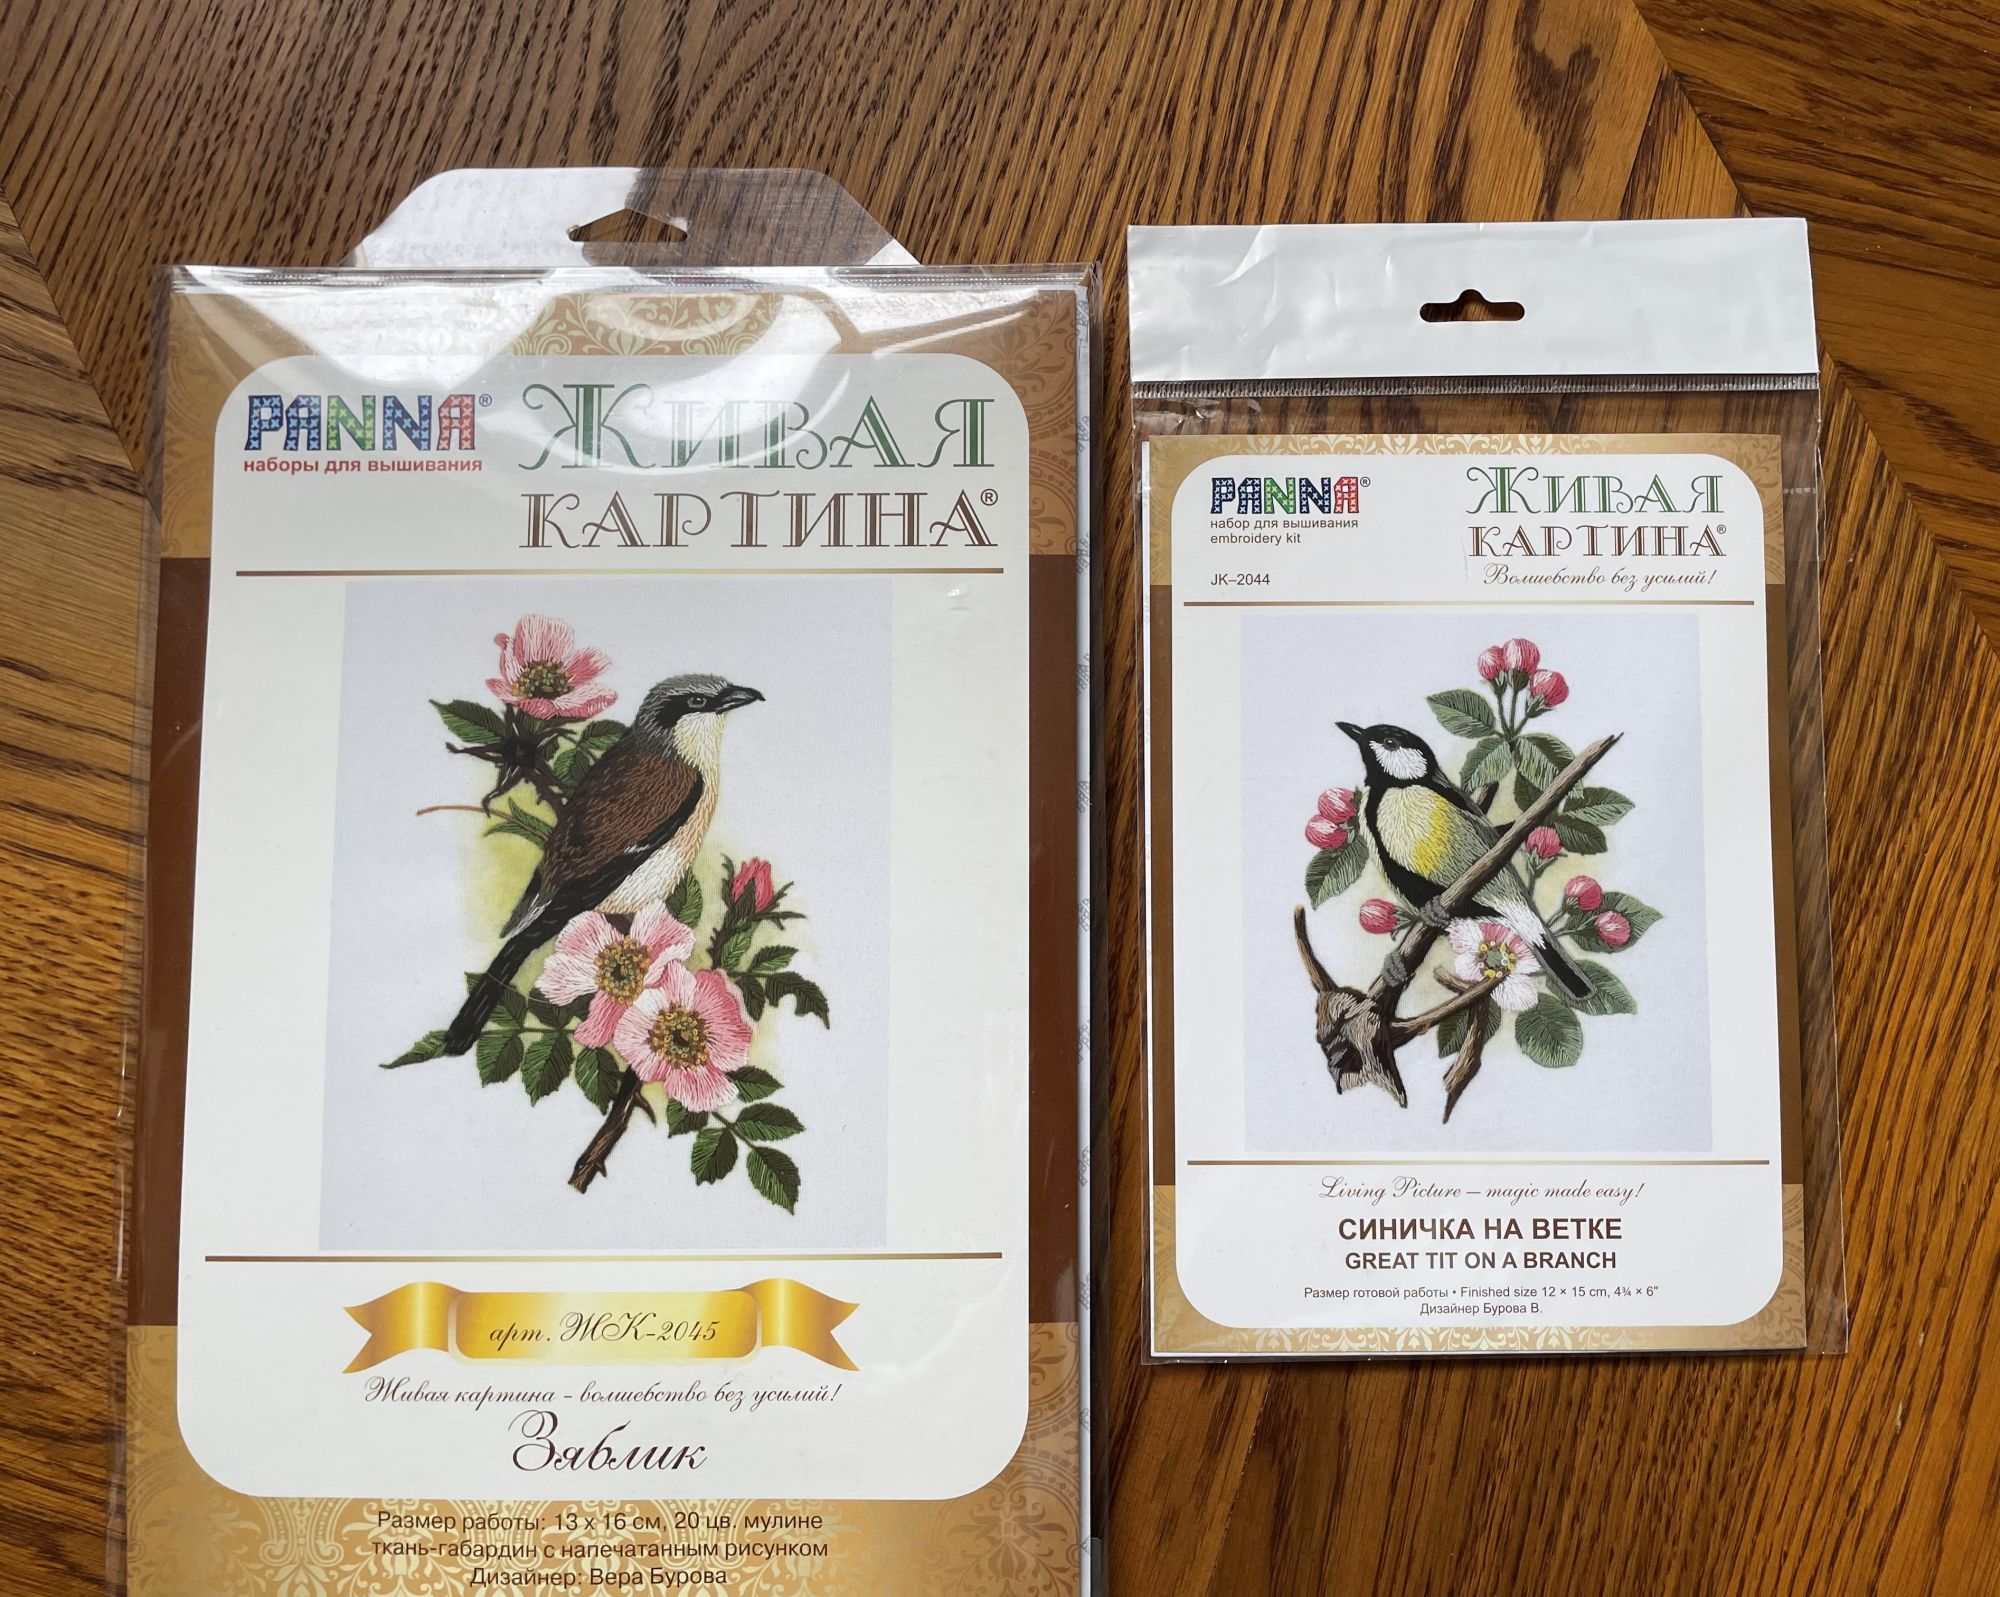 PANNA®
наборы для вышивания
ЖИВАЯ
КАРТИНА®
арт. ЖК-2045
Живая картина - волшебство без усилий!
Зяблик
Размер работы: 13 х 16 см, 20 цв. мулине
ткань-габардин с напечатанным рисунком
Дизайнер: Вера Бурова
PANNA®
набор для вышивания
embroidery kit
JK–2044
ЖИВАЯ
КАРТИНА®
Волшебство без усилий!
Living Picture – magic made easy!
СИНИЧКА НА ВЕТКЕ
GREAT TIT ON A BRANCH
Размер готовой работы • Finished size 12 × 15 cm, 4¾ × 6"
Дизайнер Бурова В.